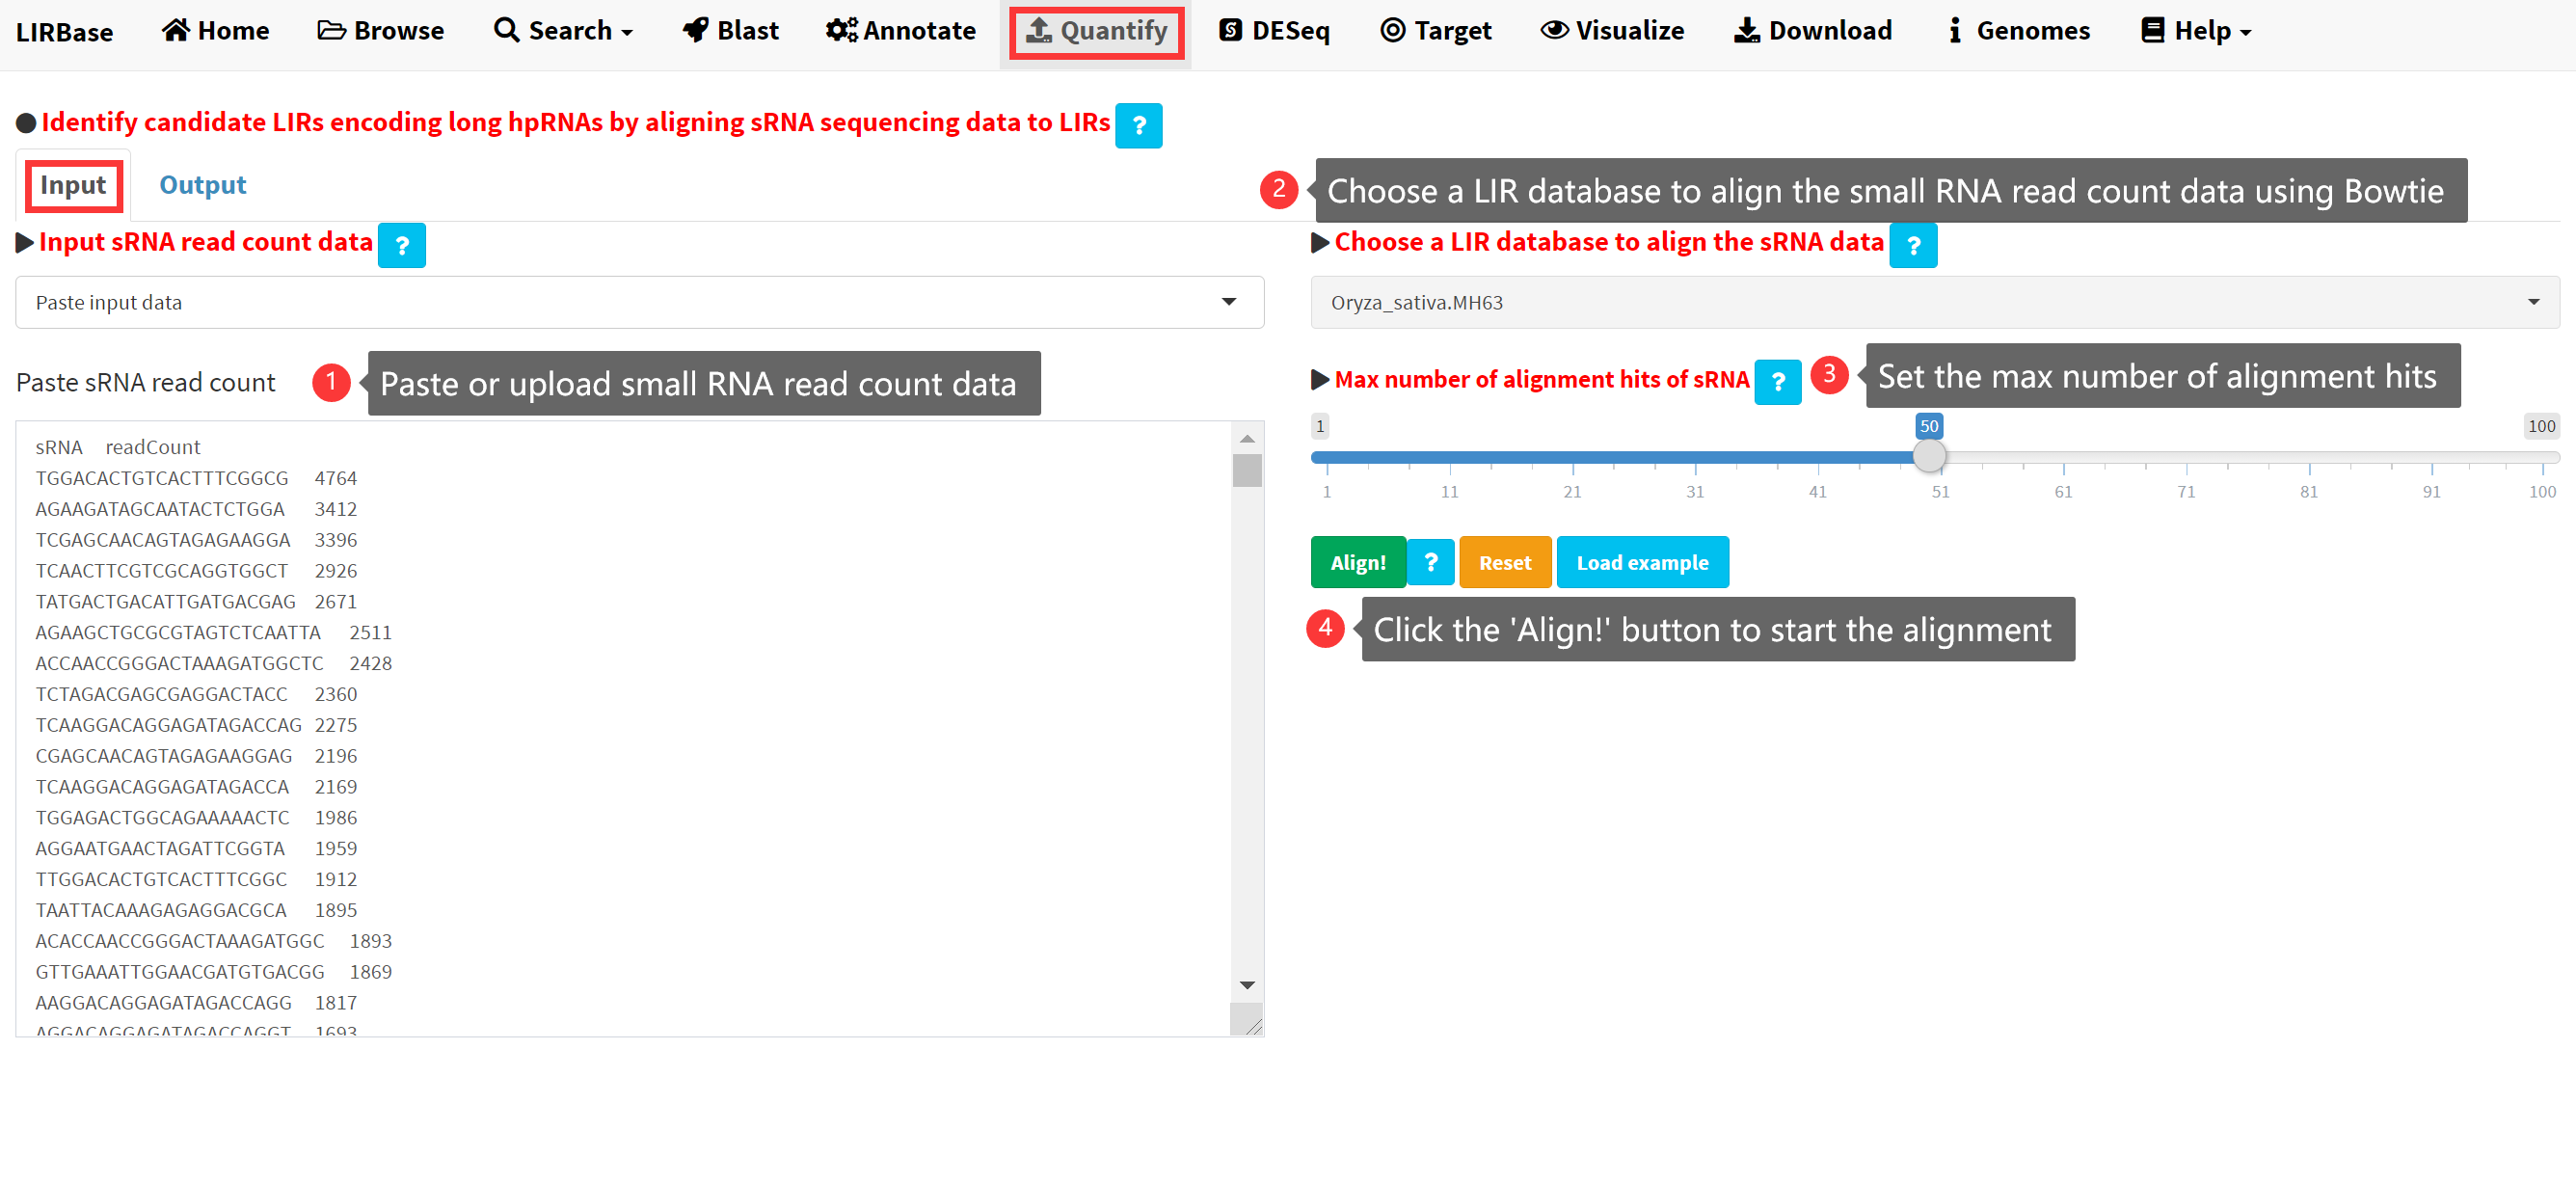 LIRBase Home Browse Search Blast Annotate Quantify DESeq Target Visualize Download Genomes Help
Identify candidate LIRs encoding long hpRNAs by aligning sRNA sequencing data to LIRs ?
Input Output
2 Choose a LIR database to align the small RNA read count data using Bowtie
Input sRNA read count data ?
Paste input data
Paste sRNA read count
1 Paste or upload small RNA read count data
sRNA readCount
TGGACACTGTCACTTTCGGCG 4764
AGAAGATAGCAATACTCTGGA 3412
TCGAGCAACAGTAGAGAAGGA 3396
TCAACTTCGTCGCAGGTGGCT 2926
TATGACTGACATTGATGACGAG 2671
AGAAGCTGCGCGTAGTCTCAATTA 2511
ACCAACCGGGACTAAAGATGGCTC 2428
TCTAGACGAGCGAGGACTACC 2360
TCAAGGACAGGAGATAGACCAG 2275
CGAGCAACAGTAGAGAAGGAG 2196
TCAAGGACAGGAGATAGACCA 2169
TGGAGACTGGCAGAAAAACTC 1986
AGGAATGAACTAGATTCGGTA 1959
TTGGACACTGTCACTTTCGGC 1912
TAATTACAAAGAGAGGACGCA 1895
ACACCAACCGGGACTAAAGATGGC 1893
GTTGAAATTGGAACGATGTGACGG 1869
AAGGACAGGAGATAGACCAGG 1817
AGGACAGGAGATAGACCAGGT 1693
Choose a LIR database to align the sRNA data ?
Oryza_sativa.MH63
Max number of alignment hits of sRNA ?
3 Set the max number of alignment hits
1 50 100
1 11 21 31 41 51 61 71 81 91 100
Align! ? Reset Load example
4 Click the 'Align!' button to start the alignment